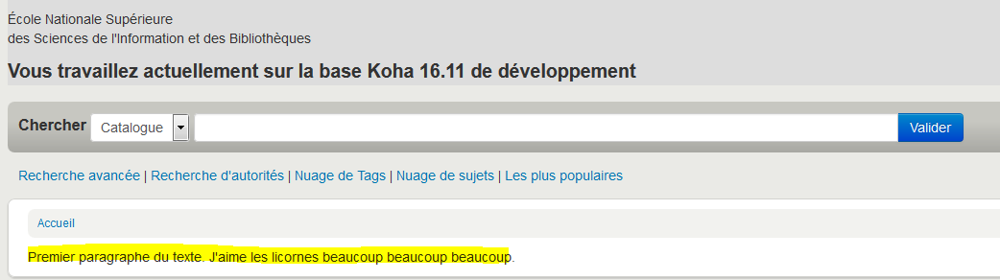 École Nationale Supérieure
des Sciences de l'Information et des Bibliothèques
Vous travaillez actuellement sur la base Koha 16.11 de développement
Chercher Catalogue Valider
Recherche avancée | Recherche d'autorités | Nuage de Tags | Nuage de sujets | Les plus populaires
Accueil
Premier paragraphe du texte. J'aime les licornes beaucoup beaucoup beaucoup.